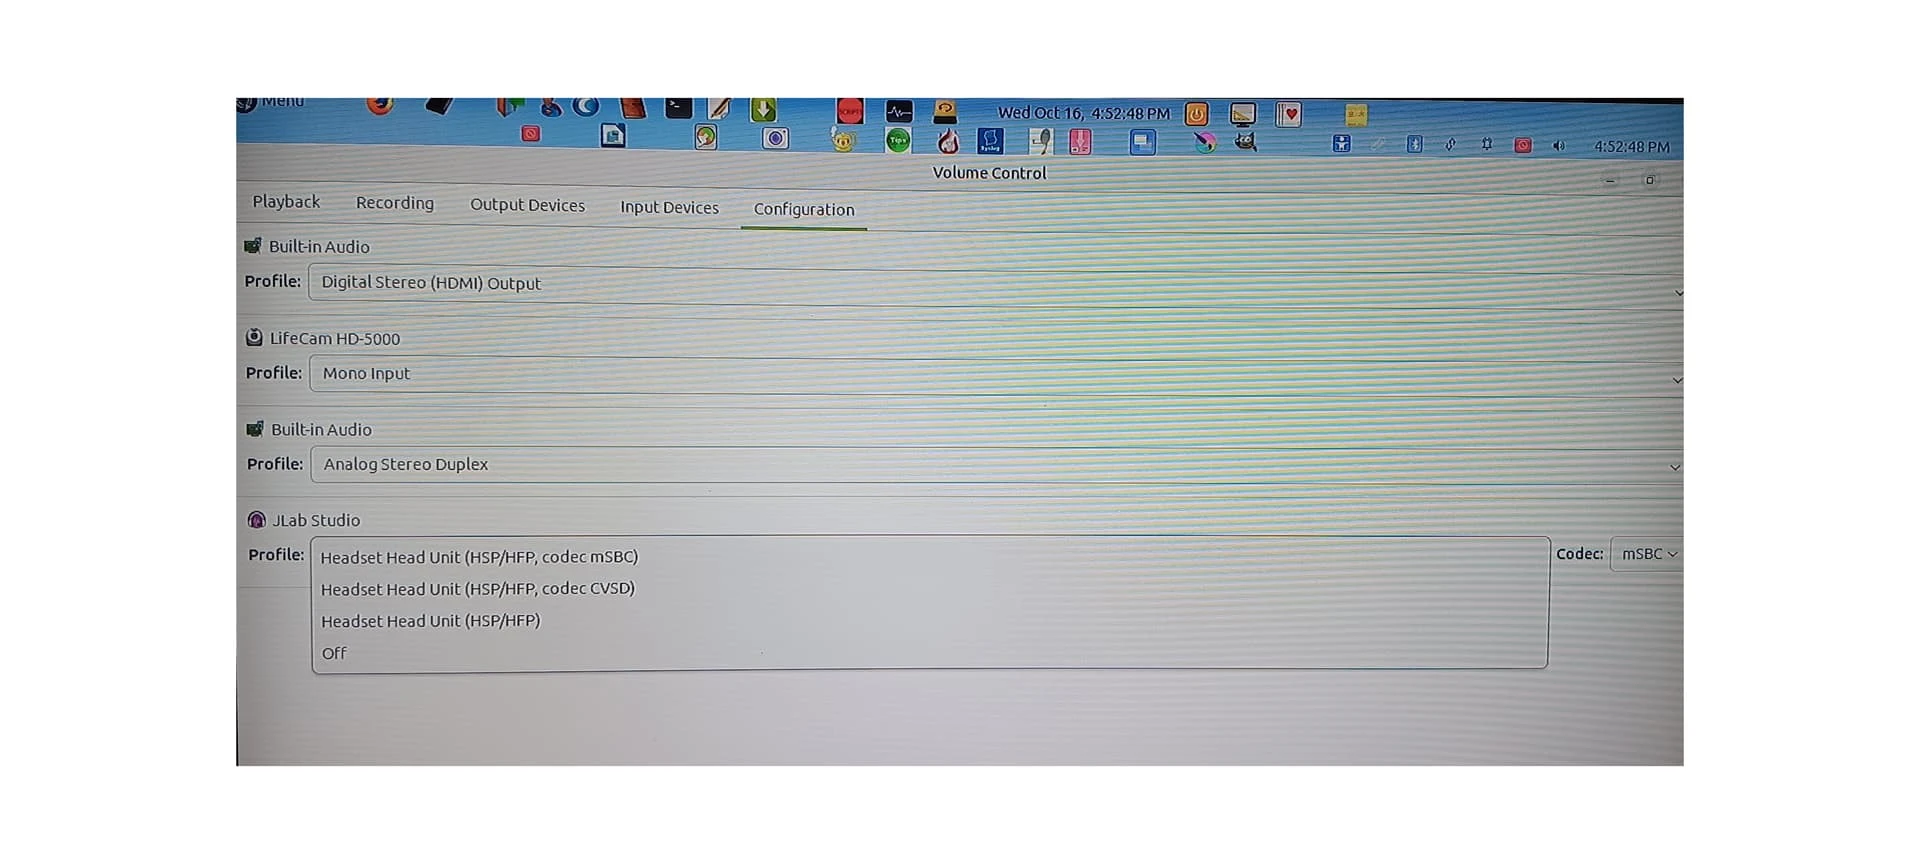 Menu
Wed Oct 16, 4:52:48 PM
Tips
4:52:48 PM
Volume Control
Playback Recording Output Devices Input Devices Configuration
Built-in Audio
Profile: Digital Stereo (HDMI) Output
LifeCam HD-5000
Profile: Mono Input
Built-in Audio
Profile: Analog Stereo Duplex
JLab Studio
Profile: Headset Head Unit (HSP/HFP, codec mSBC) Codec: mSBC
Headset Head Unit (HSP/HFP, codec CVSD)
Headset Head Unit (HSP/HFP)
Off